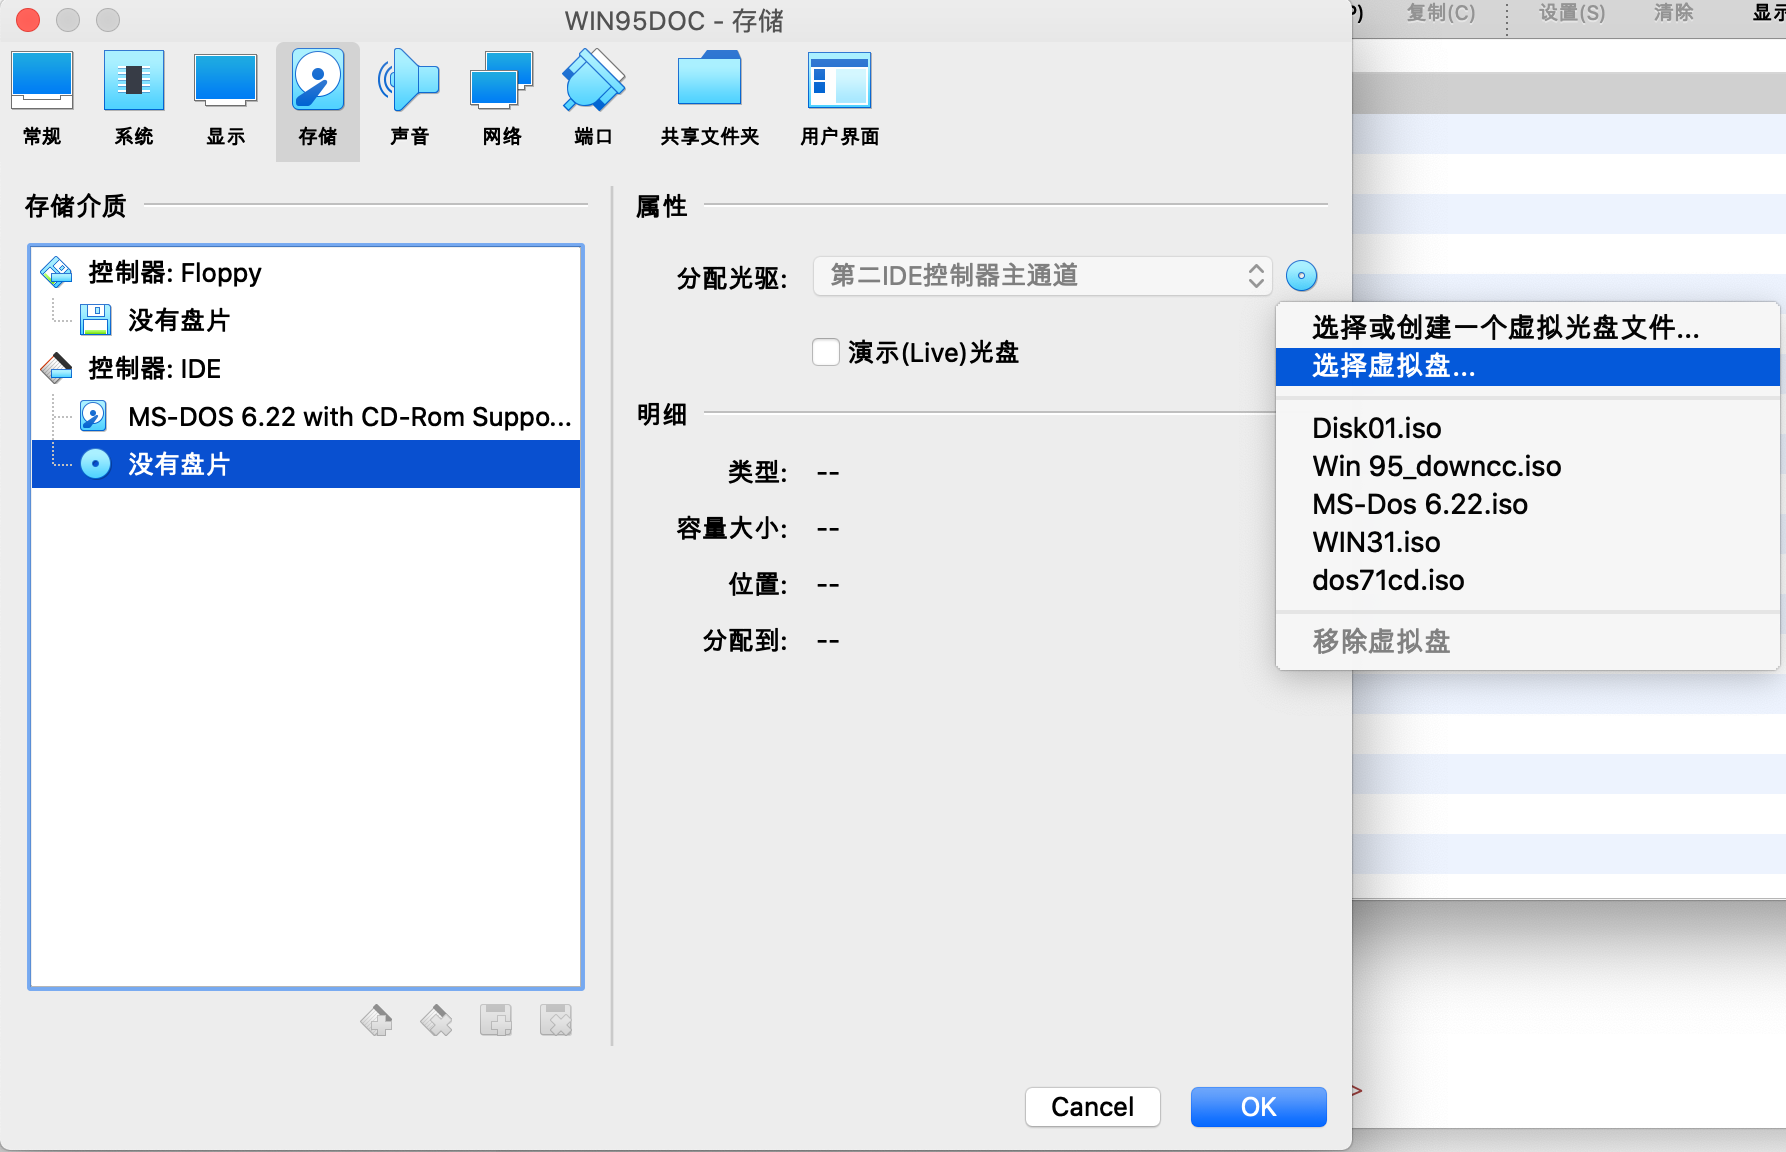 WIN95DOC - 存储
P)
复制(C)
设置(S)
清除
显示
常规
系统
显示
存储
声音
网络
端口
共享文件夹
用户界面
存储介质
控制器: Floppy
没有盘片
控制器: IDE
MS-DOS 6.22 with CD-Rom Suppo...
没有盘片
属性
分配光驱:
第二IDE控制器主通道
演示(Live)光盘
明细
类型: --
容量大小: --
位置: --
分配到: --
选择或创建一个虚拟光盘文件...
选择虚拟盘...
Disk01.iso
Win 95_downcc.iso
MS-Dos 6.22.iso
WIN31.iso
dos71cd.iso
移除虚拟盘
Cancel
OK
>